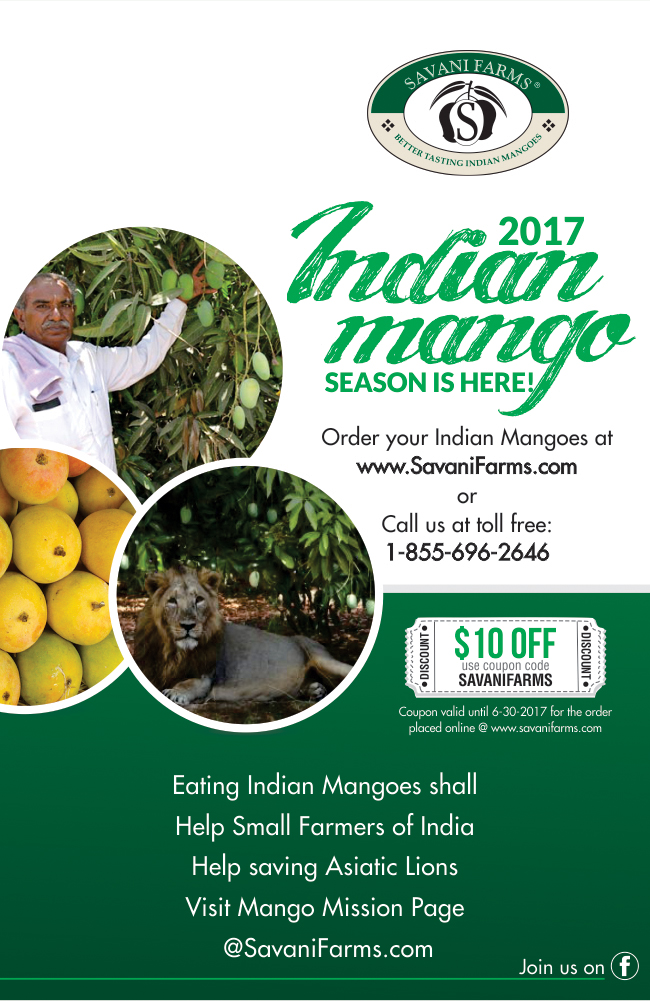 SAVANI FARMS®
S
BETTER TASTING INDIAN MANGOES
2017
Indian
mango
SEASON IS HERE!
Order your Indian Mangoes at
www.SavaniFarms.com
or
Call us at toll free:
1-855-696-2646
DISCOUNT
$10 OFF
use coupon code
SAVANIFARMS
DISCOUNT
Coupon valid until 6-30-2017 for the order
placed online @ www.savanifarms.com
Eating Indian Mangoes shall
Help Small Farmers of India
Help saving Asiatic Lions
Visit Mango Mission Page
@SavaniFarms.com
Join us on f